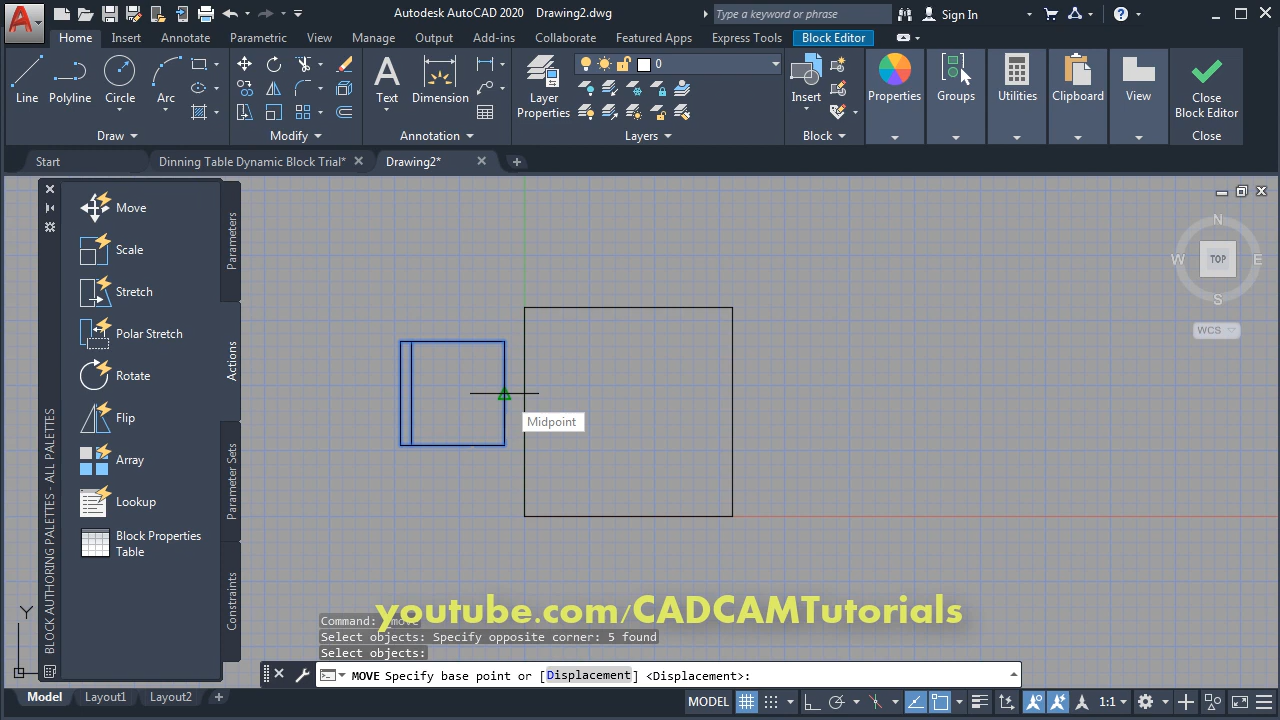 Autodesk AutoCAD 2020 Drawing2.dwg
Type a keyword or phrase
Sign In
Home Insert Annotate Parametric View Manage Output Add-ins Collaborate Featured Apps Express Tools Block Editor
Line Polyline Circle Arc
Text Dimension
Layer Properties
0
Insert
Properties Groups Utilities Clipboard View
Close Block Editor
Draw Modify Annotation Layers Block Close
Start Dinning Table Dynamic Block Trial* Drawing2*
Move
Scale
Stretch
Polar Stretch
Rotate
Flip
Array
Lookup
Block Properties
Table
Parameters
Actions
Parameter Sets
Constraints
BLOCK AUTHORING PALETTES - ALL PALETTES
N
W TOP E
S
WCS
Midpoint
Y
youtube.com/CADCAMTutorials
Select objects: Specify opposite corner: 5 found
Select objects:
MOVE Specify base point or [Displacement] <Displacement>:
Model Layout1 Layout2
MODEL 1:1